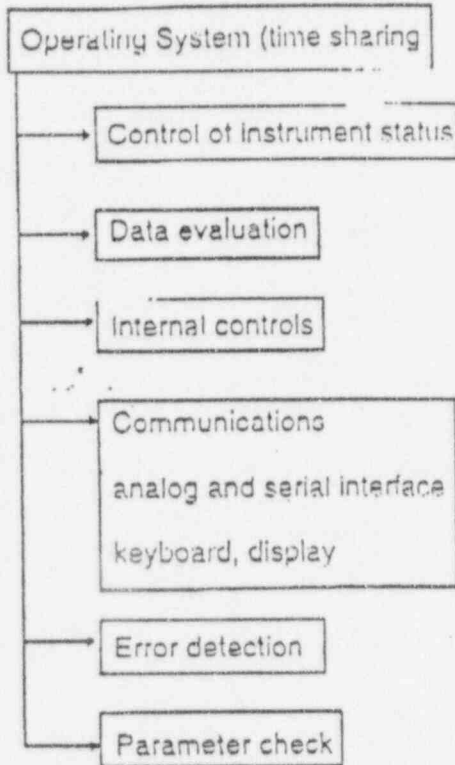 Operating System (time sharing
Control of instrument status
Data evaluation
Internal controls
Communications
analog and serial interface
keyboard, display
Error detection
Parameter check